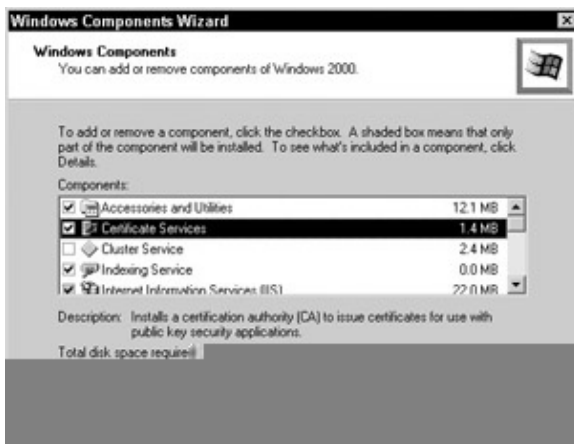 Windows Components Wizard
Windows Components
You can add or remove components of Windows 2000.
To add or remove a component, click the checkbox. A shaded box means that only
part of the component will be installed. To see what's included in a component, click
Details.
Components:
Accessories and Utilities 12.1 MB
Certificate Services 1.4 MB
Cluster Service 2.4 MB
Indexing Service 0.0 MB
Internet Information Services (IIS) 22.0 MB
Description: Installs a certification authority (CA) to issue certificates for use with
public key security applications.
Total disk space